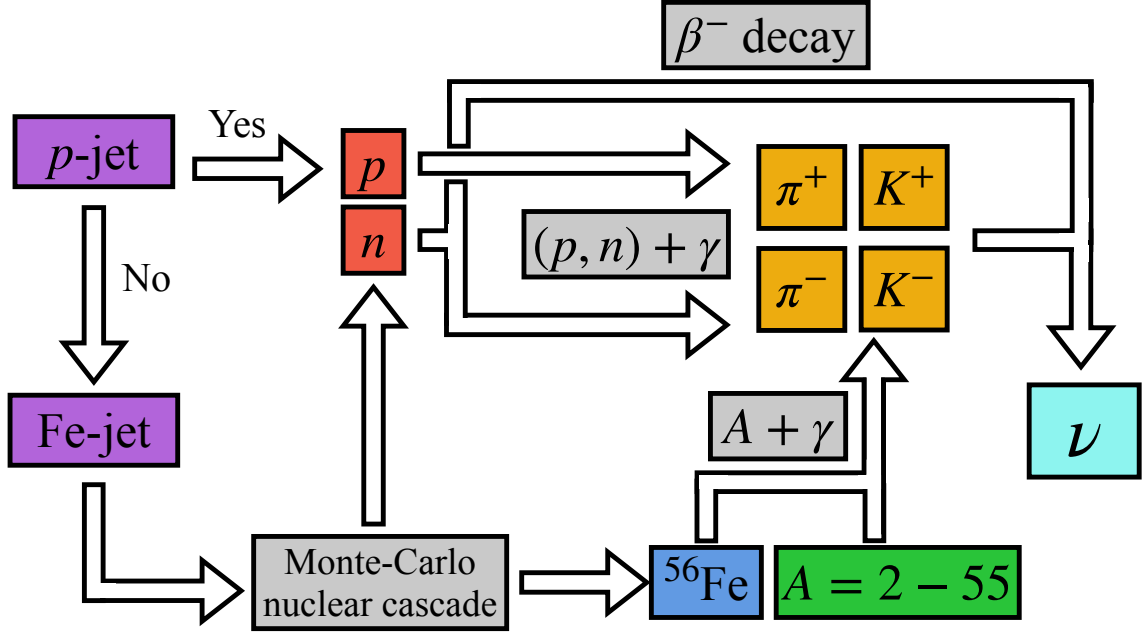 β⁻ decay
Yes
p-jet
p
π⁺ K⁺
n
(p, n) + γ
No
π⁻ K⁻
Fe-jet
A + γ
ν
Monte-Carlo
nuclear cascade
⁵⁶Fe
A = 2 − 55